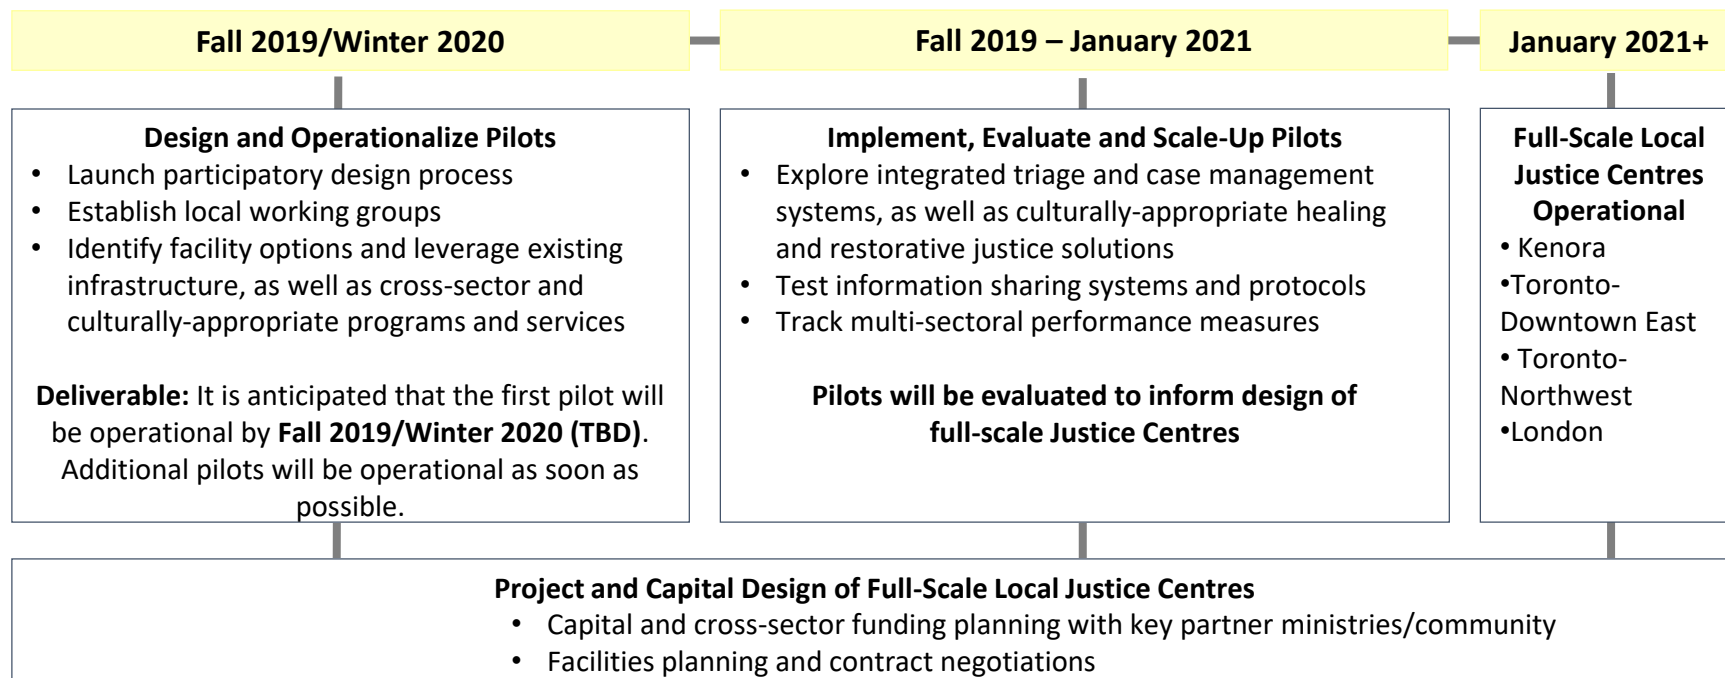 Fall 2019/Winter 2020
Fall 2019 – January 2021
January 2021+
Design and Operationalize Pilots
• Launch participatory design process
• Establish local working groups
• Identify facility options and leverage existing
infrastructure, as well as cross-sector and
culturally-appropriate programs and services
Deliverable: It is anticipated that the first pilot will
be operational by Fall 2019/Winter 2020 (TBD).
Additional pilots will be operational as soon as
possible.
Implement, Evaluate and Scale-Up Pilots
• Explore integrated triage and case management
systems, as well as culturally-appropriate healing
and restorative justice solutions
• Test information sharing systems and protocols
• Track multi-sectoral performance measures
Pilots will be evaluated to inform design of
full-scale Justice Centres
Full-Scale Local
Justice Centres
Operational
• Kenora
•Toronto-
Downtown East
• Toronto-
Northwest
•London
Project and Capital Design of Full-Scale Local Justice Centres
• Capital and cross-sector funding planning with key partner ministries/community
• Facilities planning and contract negotiations